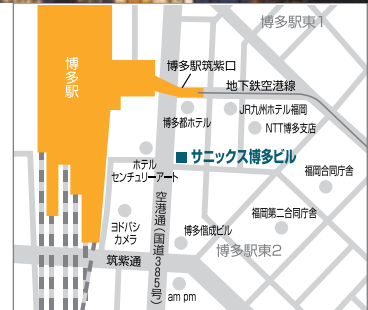 博多駅東1
博多駅
博多駅筑紫口
地下鉄空港線
JR九州ホテル福岡
博多都ホテル
NTT博多支店
ホテル
センチュリーアート
サニックス博多ビル
福岡合同庁舎
空港通(国道385号)
ヨドバシ
カメラ
福岡第二合同庁舎
博多偕成ビル
博多駅東2
筑紫通
am pm